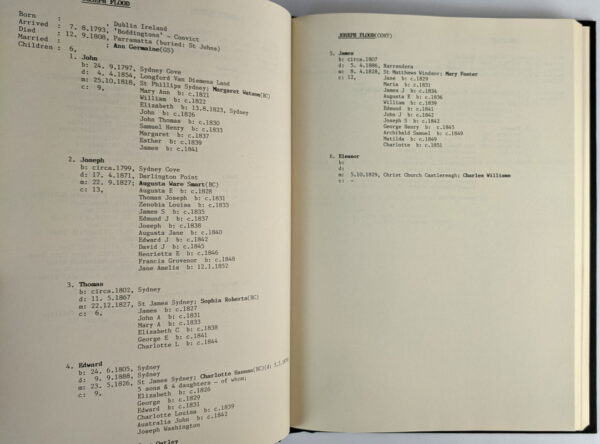 JOSEPH FLOOD
Born :              , Dublin Ireland
Arrived : 7. 8.1793, 'Boddingtons' - Convict
Died : 12. 9.1808, Parramatta (buried: St Johns)
Married :              : Ann Germaine(GS)
Children : 6,
1. John
b: 24. 9.1797, Sydney Cove
d: 4. 4.1854, Longford Van Diemens Land
m: 25.10.1818, St Phillips Sydney; Margaret Watson(BC)
c: 9, Mary Ann b: c.1821
William b: c.1822
Elizabeth b: 13.8.1823, Sydney
John b: c.1826
John Thomas b: c.1830
Samuel Henry b: c.1833
Margaret b: c.1837
Esther b: c.1839
James b: c.1841
2. Joseph
b: circa.1799, Sydney Cove
d: 17. 4.1871, Darlington Point
m: 22. 9.1827; Augusta Ware Smart(BC)
c: 13, Augusta E b: c.1828
Thomas Joseph b: c.1831
Zenobia Louisa b: c.1833
James S b: c.1835
Edmund J b: c.1837
Joseph b: c.1838
Augusta Jane b: c.1840
Edward J b: c.1842
David J b: c.1845
Henrietta E b: c.1846
Francis Grovenor b: c.1848
Jane Amelia b: 12.1.1852
3. Thomas
b: circa.1802, Sydney
d: 11. 5.1867
m: 22.12.1827, St James Sydney; Sophia Roberts(BC)
c: 6, James b: c.1827
John A b: c.1831
Mary A b: c.1833
Elizabeth C b: c.1838
George E b: c.1841
Charlotte L b: c.1844
4. Edward
b: 24. 6.1805, Sydney
d: 9. 9.1888, Sydney
m: 23. 5.1826, St James Sydney; Charlotte
c: 9, 5 sons & 4 daughters - of whom;
Elizabeth b: c.1826
George b: c.1829
Edward b: c.1831
Charlotte Louisa b: c.1839
Australia John b: c.1842
Joseph Washington
JOSEPH FLOOD(CONT)
5. James
b: circa.1807
d: 5. 4.1886, Narrandera
m: 8. 4.1828, St Matthews Windsor; Mary Foster
c: 12, Jane b: c.1829
Maria b: c.1831
James J b: c.1834
Augusta E b: c.1836
William b: c.1839
Edmund b: c.1841
John J b: c.1842
Joseph S b: c.1842
George Henry b: c.1845
Archibald Samuel b: c.1849
Matilda b: c.1849
Charlotte b: c.1851
6. Eleanor
b:
d:
m: 5.10.1829, Christ Church Castlereagh; Charles Williams
c: -